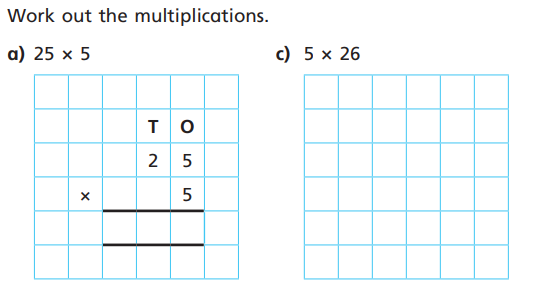 Work out the multiplications.
a) 25 × 5
c) 5 × 26
T O
2 5
× 5